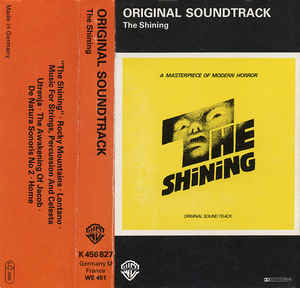 Made in Germany
ORIGINAL SOUNDTRACK
The Shining
"The Shining" · Rocky Mountains · Lontano ·
Music For Strings, Percussion And Celesta
Utrenja · The Awakening Of Jacob ·
De Natura Sonoris No 2 · Home
K 456 827
Germany U
France
WE 451
ORIGINAL SOUNDTRACK
The Shining
A MASTERPIECE OF MODERN HORROR
THE
SHiNiNG
ORIGINAL SOUND TRACK